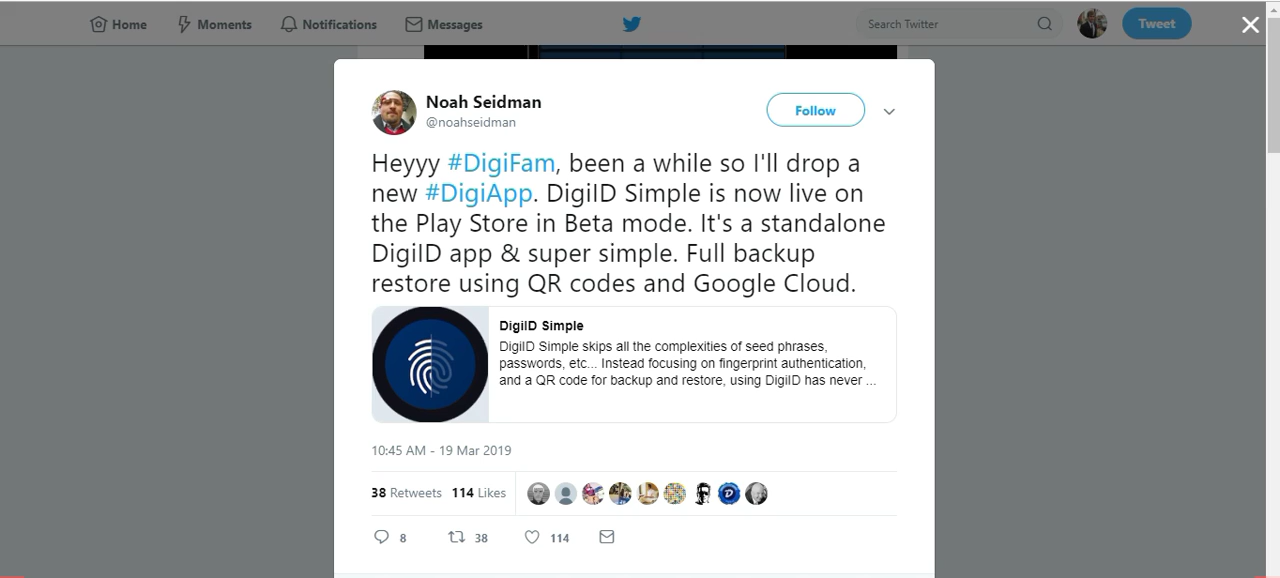 Home Moments Notifications Messages Search Twitter Tweet
Noah Seidman
@noahseidman
Follow
Heyyy #DigiFam, been a while so I'll drop a
new #DigiApp. DigiID Simple is now live on
the Play Store in Beta mode. It's a standalone
DigiID app & super simple. Full backup
restore using QR codes and Google Cloud.
DigiID Simple
DigiID Simple skips all the complexities of seed phrases,
passwords, etc... Instead focusing on fingerprint authentication,
and a QR code for backup and restore, using DigiID has never ...
10:45 AM - 19 Mar 2019
38 Retweets 114 Likes
8 38 114